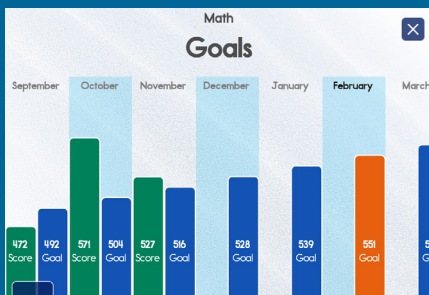 Math
Goals
September October November December January February March
472 492 571 504 527 516 528 539 551
Score Goal Score Goal Score Goal Goal Goal Goal